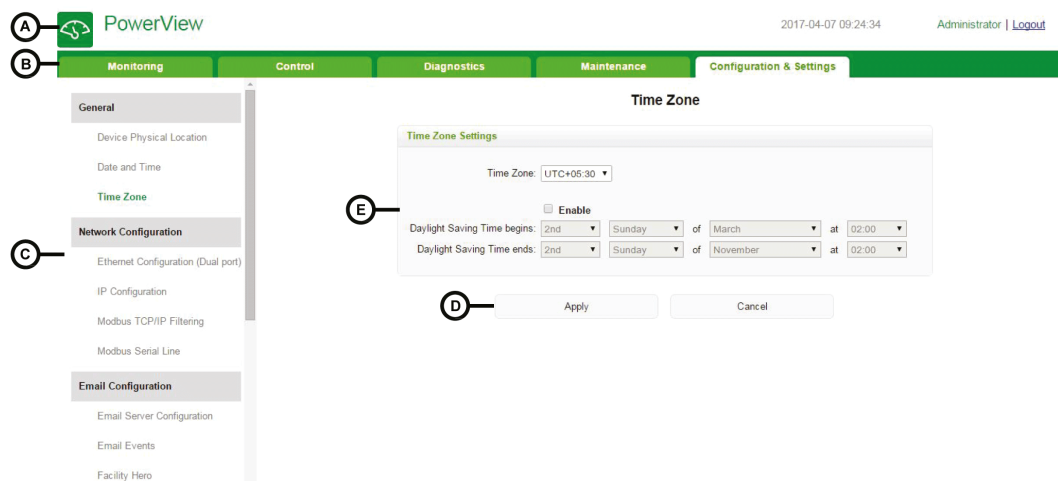 A PowerView 2017-04-07 09:24:34 Administrator | Logout
B Monitoring Control Diagnostics Maintenance Configuration & Settings
General
Device Physical Location
Date and Time
Time Zone
Network Configuration
C
Ethernet Configuration (Dual port)
IP Configuration
Modbus TCP/IP Filtering
Modbus Serial Line
Email Configuration
Email Server Configuration
Email Events
Facility Hero
Time Zone
Time Zone Settings
Time Zone: UTC+05:30
E
Enable
Daylight Saving Time begins: 2nd Sunday of March at 02:00
Daylight Saving Time ends: 2nd Sunday of November at 02:00
D Apply Cancel